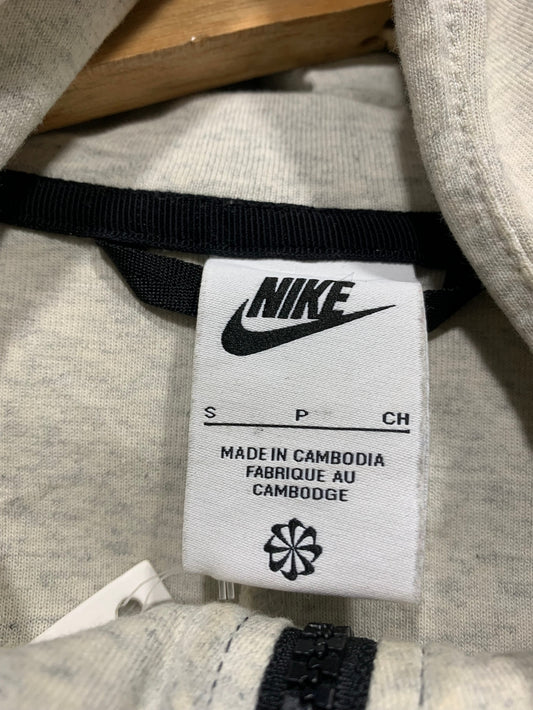 NIKE
S P CH
MADE IN CAMBODIA
FABRIQUE AU
CAMBODGE